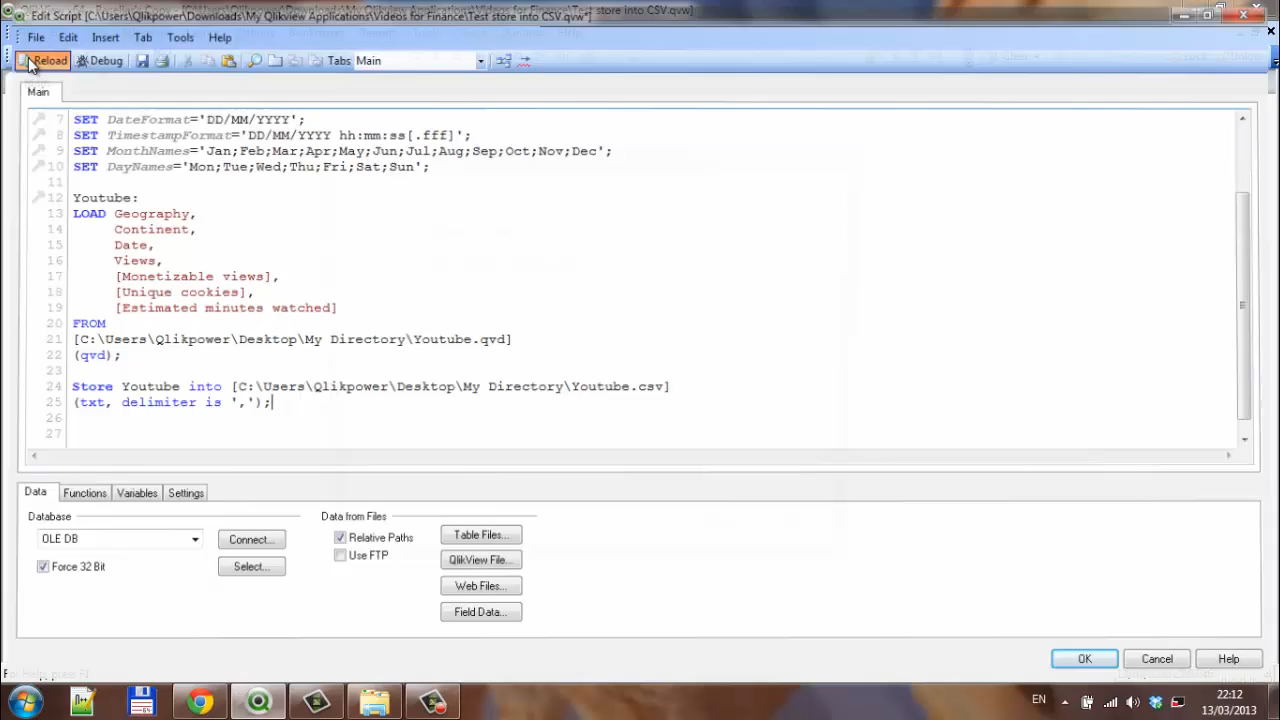 Edit Script [C:\Users\Qlikpower\Downloads\My Qlikview Applications\Videos for Finance\Test store into CSV.qvw*]
File Edit Insert Tab Tools Help
Reload Debug Tabs Main
Main
7 SET DateFormat='DD/MM/YYYY';
8 SET TimestampFormat='DD/MM/YYYY hh:mm:ss[.fff]';
9 SET MonthNames='Jan;Feb;Mar;Apr;May;Jun;Jul;Aug;Sep;Oct;Nov;Dec';
10 SET DayNames='Mon;Tue;Wed;Thu;Fri;Sat;Sun';
11
12 Youtube:
13 LOAD Geography,
14 Continent,
15 Date,
16 Views,
17 [Monetizable views],
18 [Unique cookies],
19 [Estimated minutes watched]
20 FROM
21 [C:\Users\Qlikpower\Desktop\My Directory\Youtube.qvd]
22 (qvd);
23
24 Store Youtube into [C:\Users\Qlikpower\Desktop\My Directory\Youtube.csv]
25 (txt, delimiter is ',');
26
27
Data Functions Variables Settings
Database Data from Files
OLE DB Connect... Relative Paths Table Files...
Use FTP QlikView File...
Force 32 Bit Select... Web Files...
Field Data...
OK Cancel Help
EN 22:12
13/03/2013